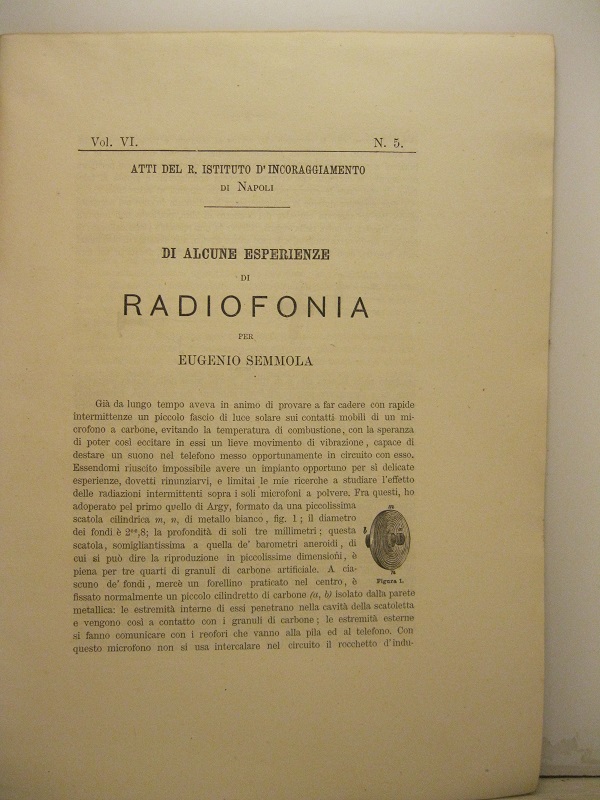 Vol. VI. N. 5.
ATTI DEL R. ISTITUTO D'INCORAGGIAMENTO
DI NAPOLI
DI ALCUNE ESPERIENZE
DI
RADIOFONIA
PER
EUGENIO SEMMOLA
Già da lungo tempo aveva in animo di provare a far cadere con rapide
intermittenze un piccolo fascio di luce solare sui contatti mobili di un mi-
crofono a carbone, evitando la temperatura di combustione, con la speranza
di poter così eccitare in essi un lieve movimento di vibrazione, capace di
destare un suono nel telefono messo opportunamente in circuito con esso.
Essendomi riuscito impossibile avere un impianto opportuno per sì delicate
esperienze, dovetti rinunziarvi, e limitai le mie ricerche a studiare l'effetto
delle radiazioni intermittenti sopra i soli microfoni a polvere. Fra questi, ho
adoperato pel primo quello di Argy, formato da una piccolissima
scatola cilindrica m, n, di metallo bianco, fig. 1; il diametro
dei fondi è 2,8; la profondità di soli tre millimetri; questa
scatola, somigliantissima a quella de' barometri aneroidi, di
cui si può dire la riproduzione in piccolissime dimensioni, è
piena per tre quarti di granuli di carbone artificiale. A cia-
scuno de' fondi, mercè un forellino praticato nel centro, è
fissato normalmente un piccolo cilindretto di carbone (a, b) isolato dalla parete
metallica: le estremità interne di essi penetrano nella cavità della scatoletta
e vengono così a contatto con i granuli di carbone; le estremità esterne
si fanno comunicare con i reofori che vanno alla pila ed al telefono. Con
questo microfono non si usa intercalare nel circuito il rocchetto d'indu-
Figura 1.